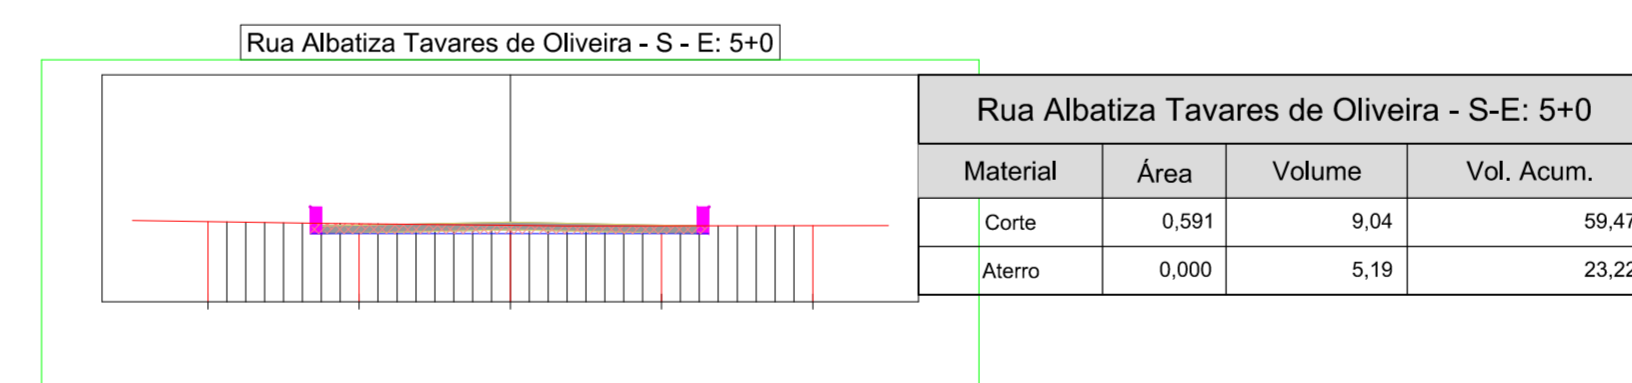 Rua Albatiza Tavares de Oliveira - S - E: 5+0
Rua Albatiza Tavares de Oliveira - S-E: 5+0
Material Área Volume Vol. Acum.
Corte 0,591 9,04 59,47
Aterro 0,000 5,19 23,22